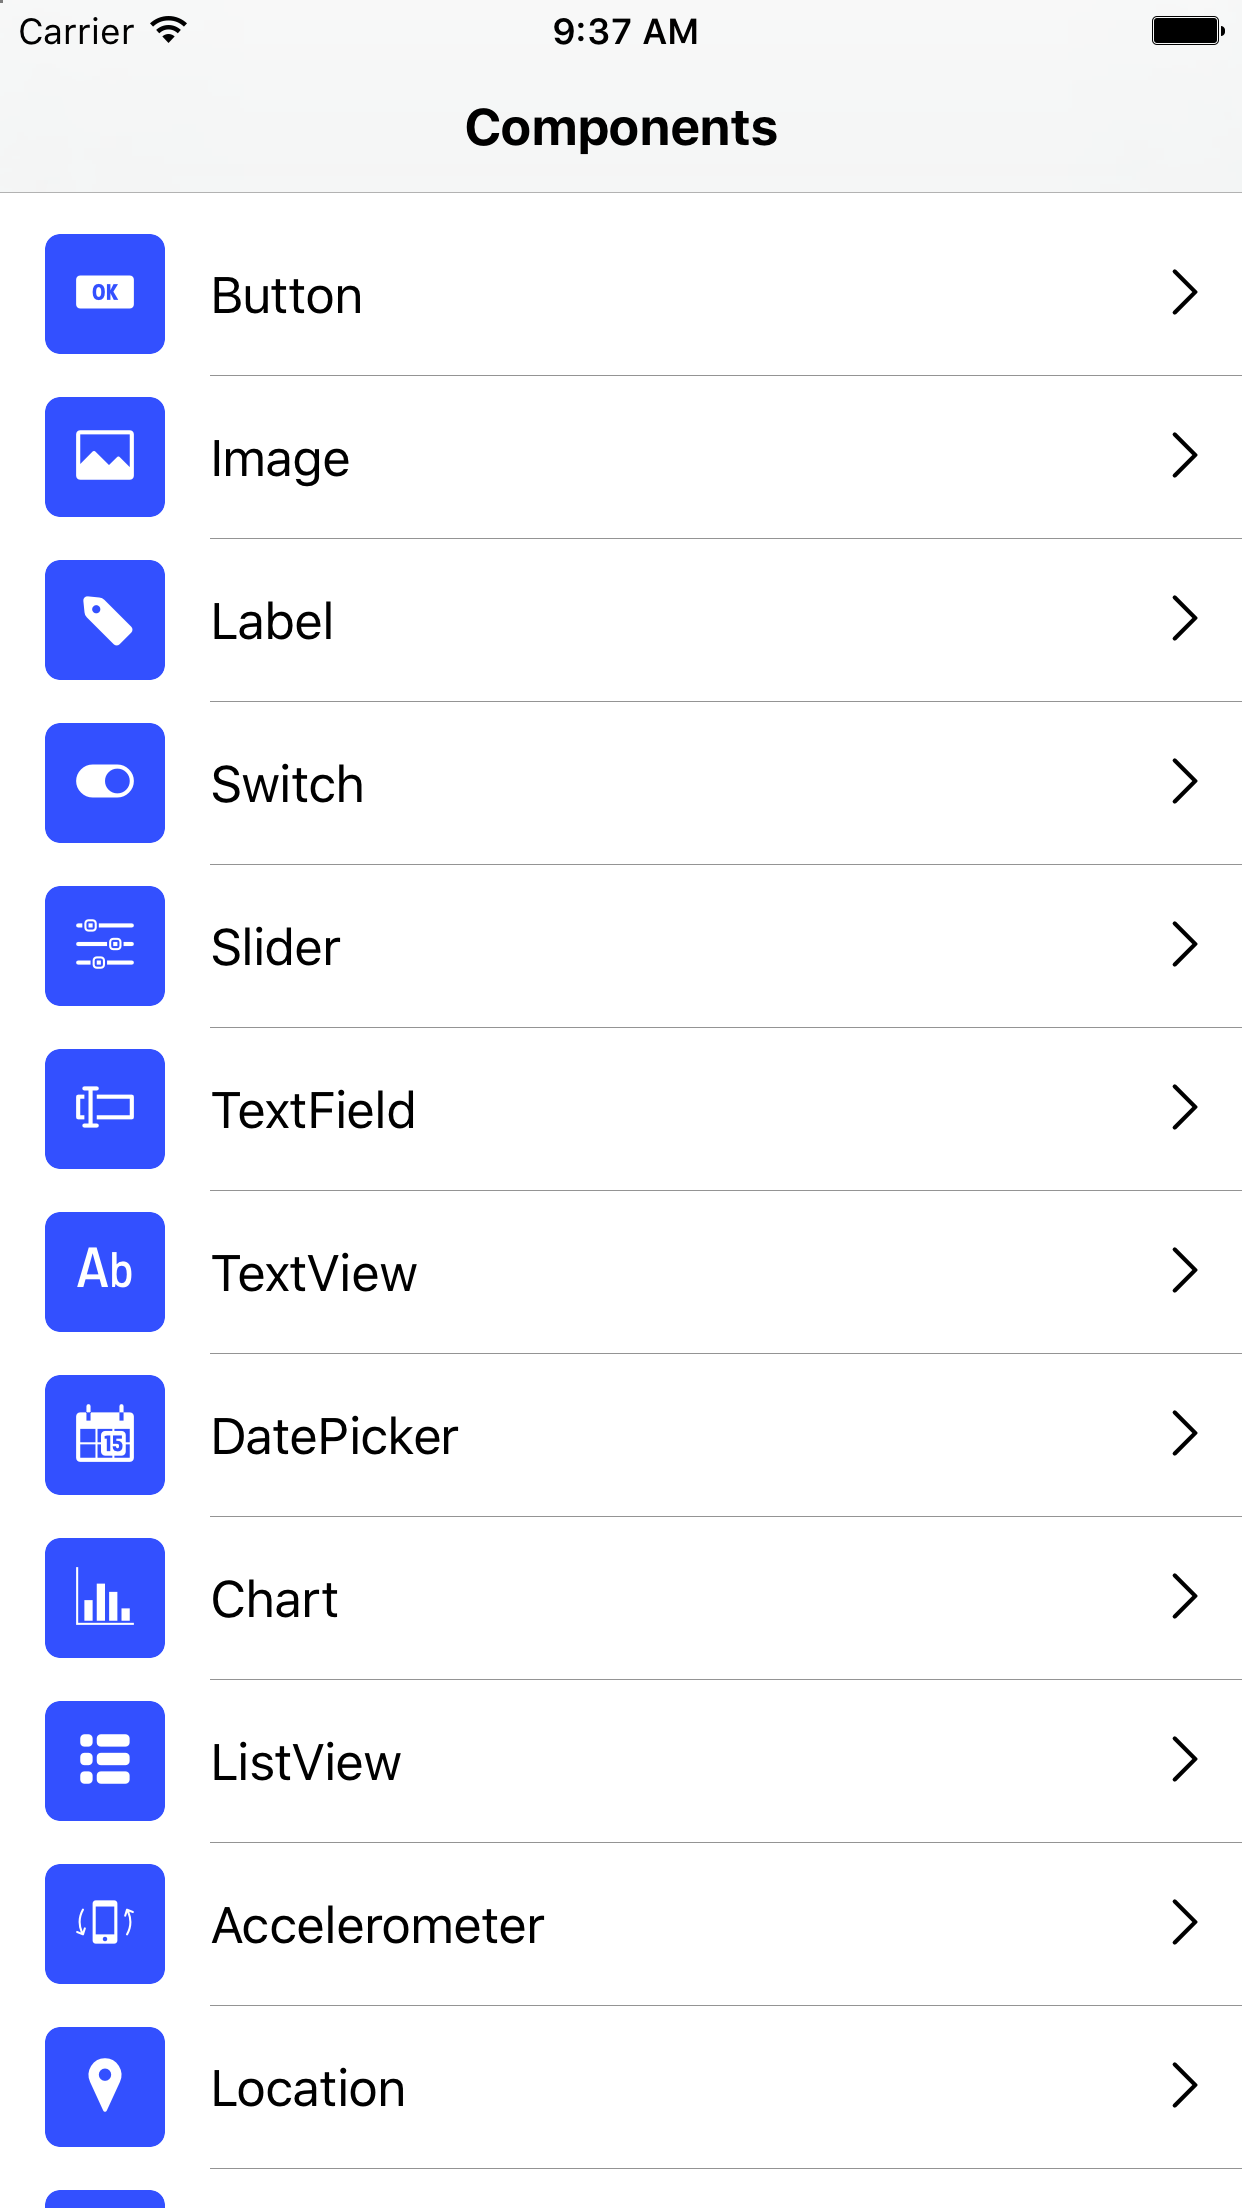 Carrier 9:37 AM
Components
OK Button
Image
Label
Switch
Slider
TextField
Ab TextView
15 DatePicker
Chart
ListView
Accelerometer
Location